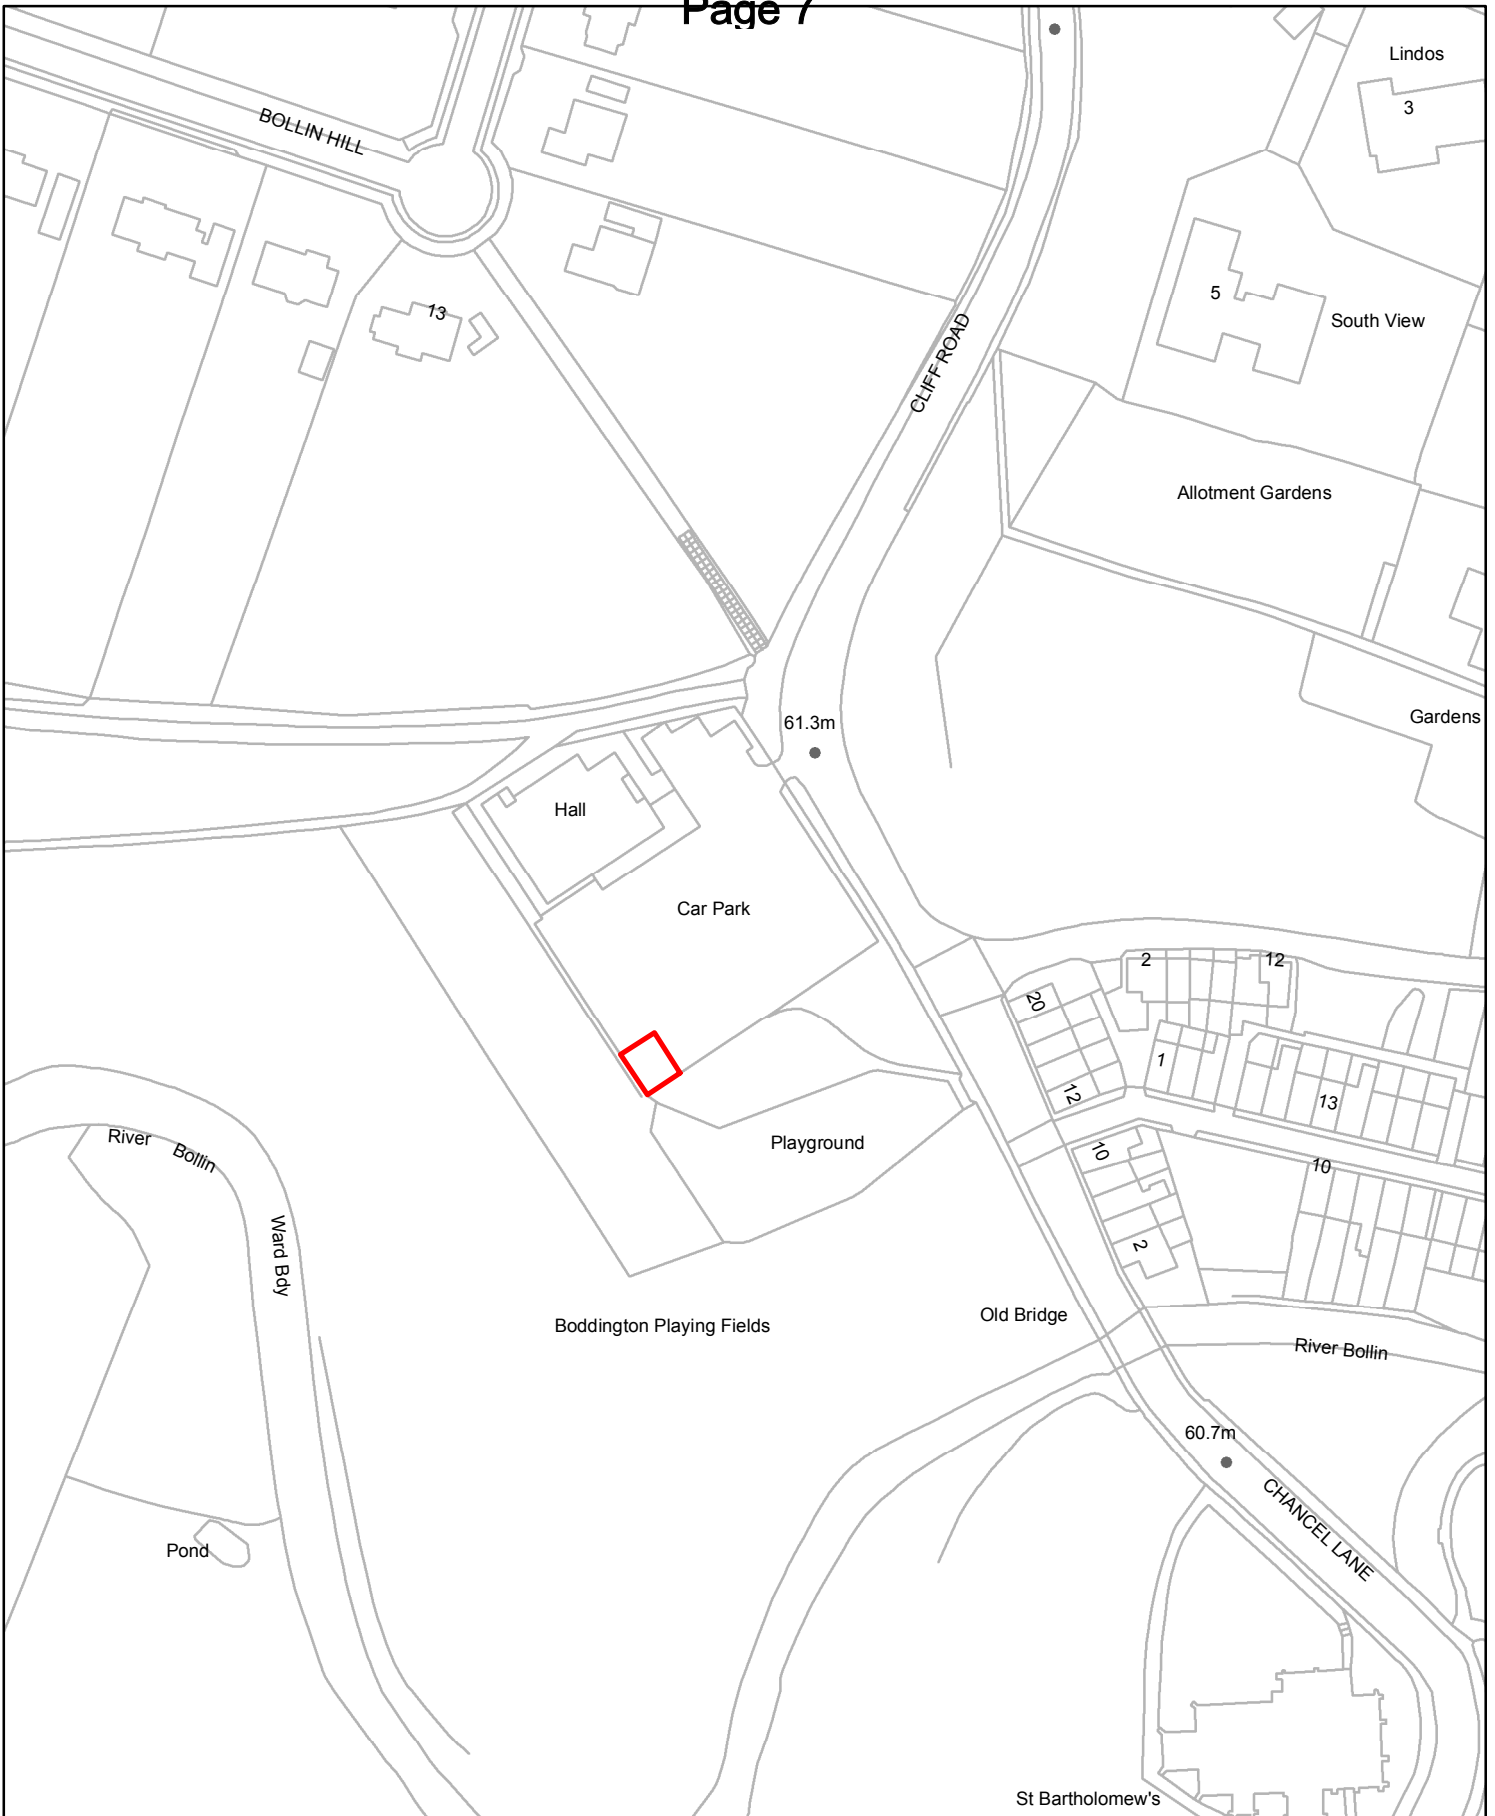 Page 7
Lindos
3
BOLLIN HILL
5
South View
13
CLIFF ROAD
Allotment Gardens
61.3m
Gardens
Hall
Car Park
2
12
20
1
12
13
River Bollin
Playground
10
10
Ward Bdy
2
Old Bridge
Boddington Playing Fields
River Bollin
60.7m
CHANCEL LANE
Pond
St Bartholomew's